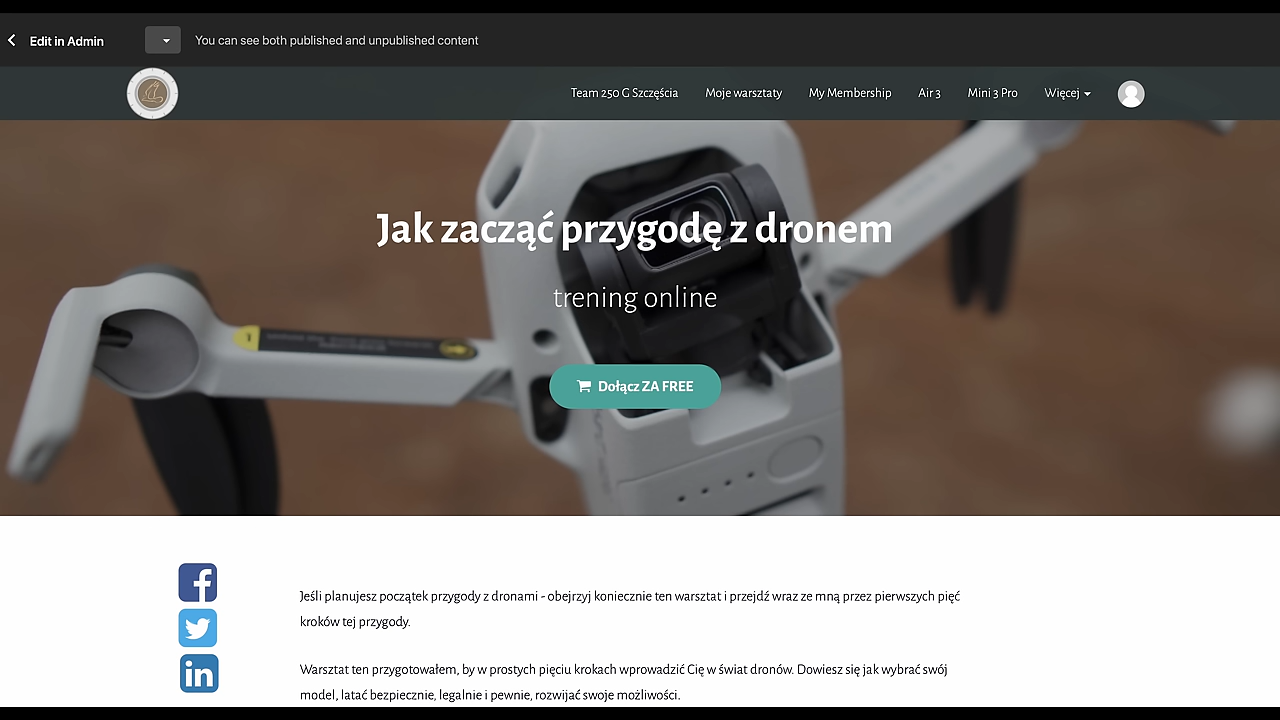 Edit in Admin
You can see both published and unpublished content
Team 250 G Szczęścia Moje warsztaty My Membership Air 3 Mini 3 Pro Więcej
Jak zacząć przygodę z dronem
trening online
Dołącz ZA FREE
Jeśli planujesz początek przygody z dronami - obejrzyj koniecznie ten warsztat i przejdź wraz ze mną przez pierwszych pięć
kroków tej przygody.
Warsztat ten przygotowałem, by w prostych pięciu krokach wprowadzić Cię w świat dronów. Dowiesz się jak wybrać swój
model, latać bezpiecznie, legalnie i pewnie, rozwijać swoje możliwości.